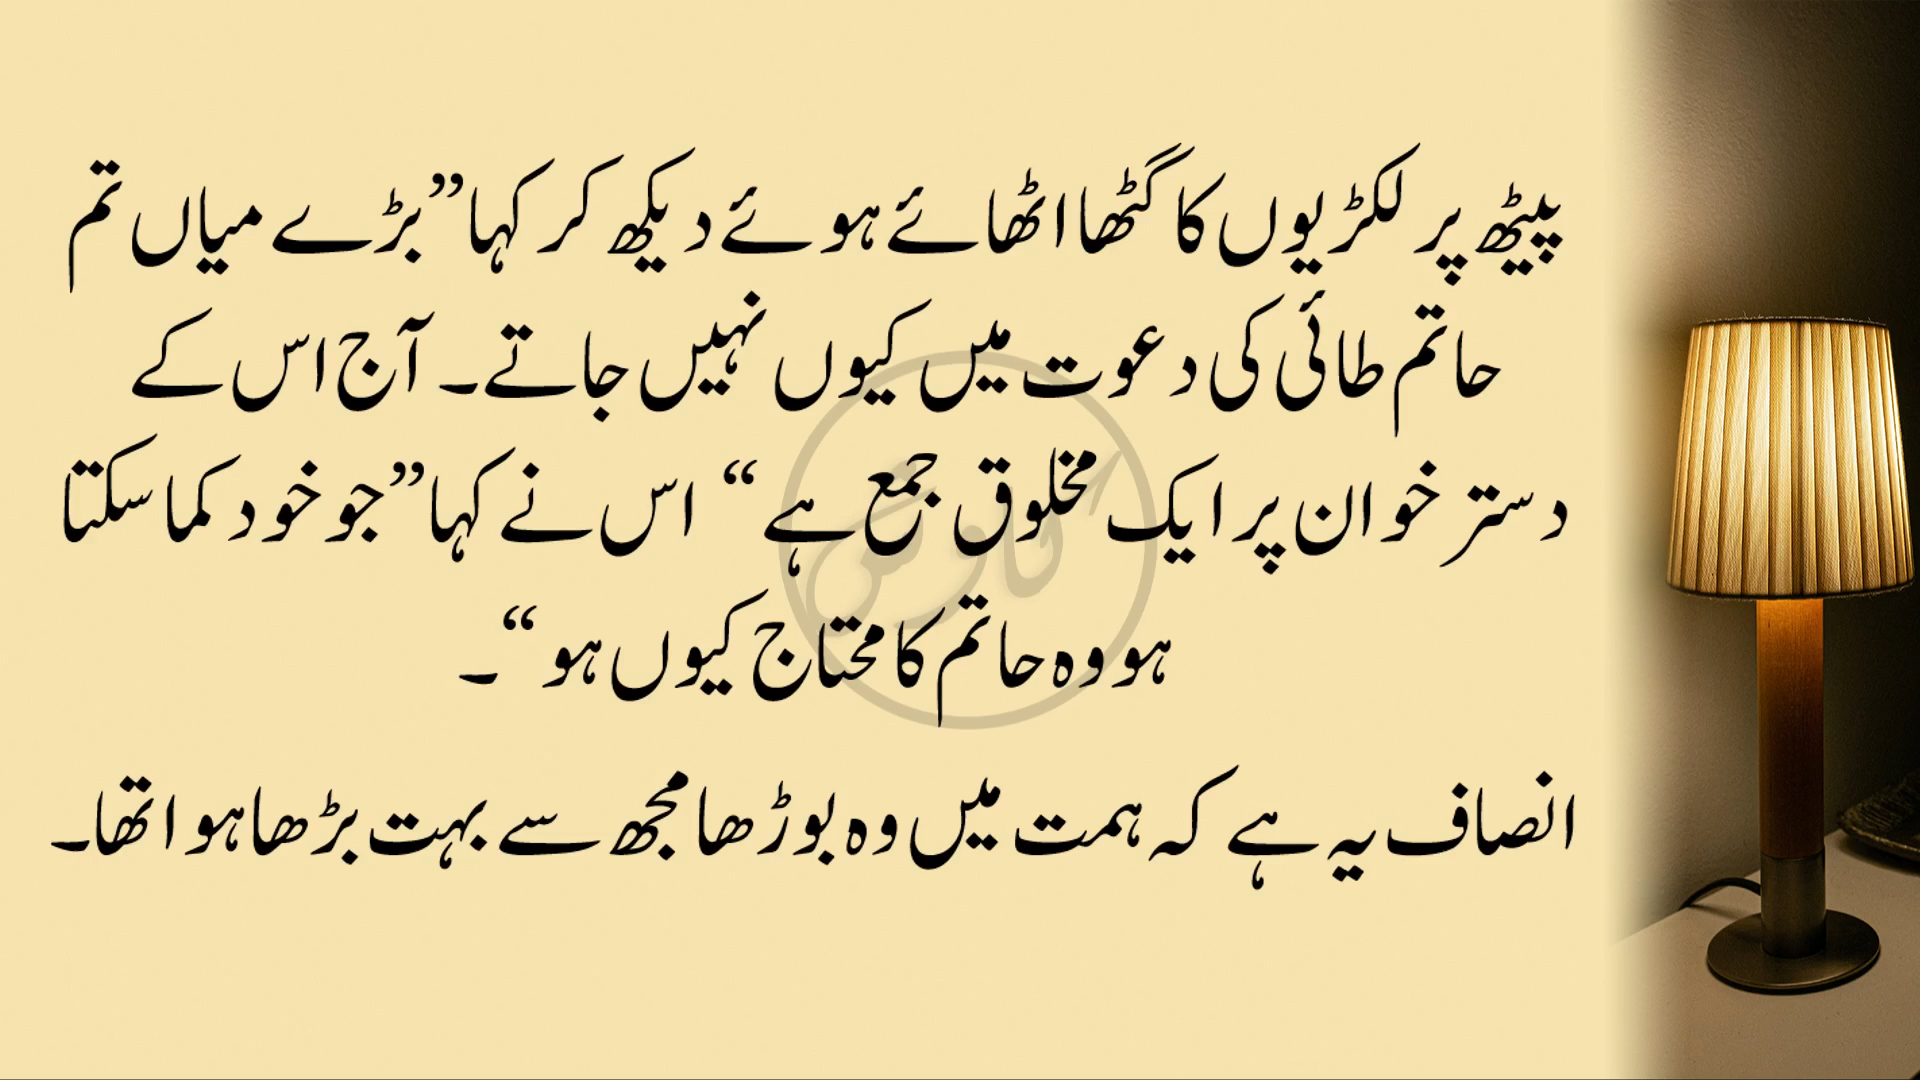 پیٹھ پر لکڑیوں کا گٹھا اٹھائے ہوئے دیکھ کر کہا ”بڑے میاں تم
حاتم طائی کی دعوت میں کیوں نہیں جاتے۔ آج اس کے
دستر خوان پر ایک مخلوق جمع ہے “ اس نے کہا ”جو خود کما سکتا
ہو وہ حاتم کا محتاج کیوں ہو “۔
انصاف یہ ہے کہ ہمت میں وہ بوڑھا مجھ سے بہت بڑھا ہوا تھا۔
کاوش